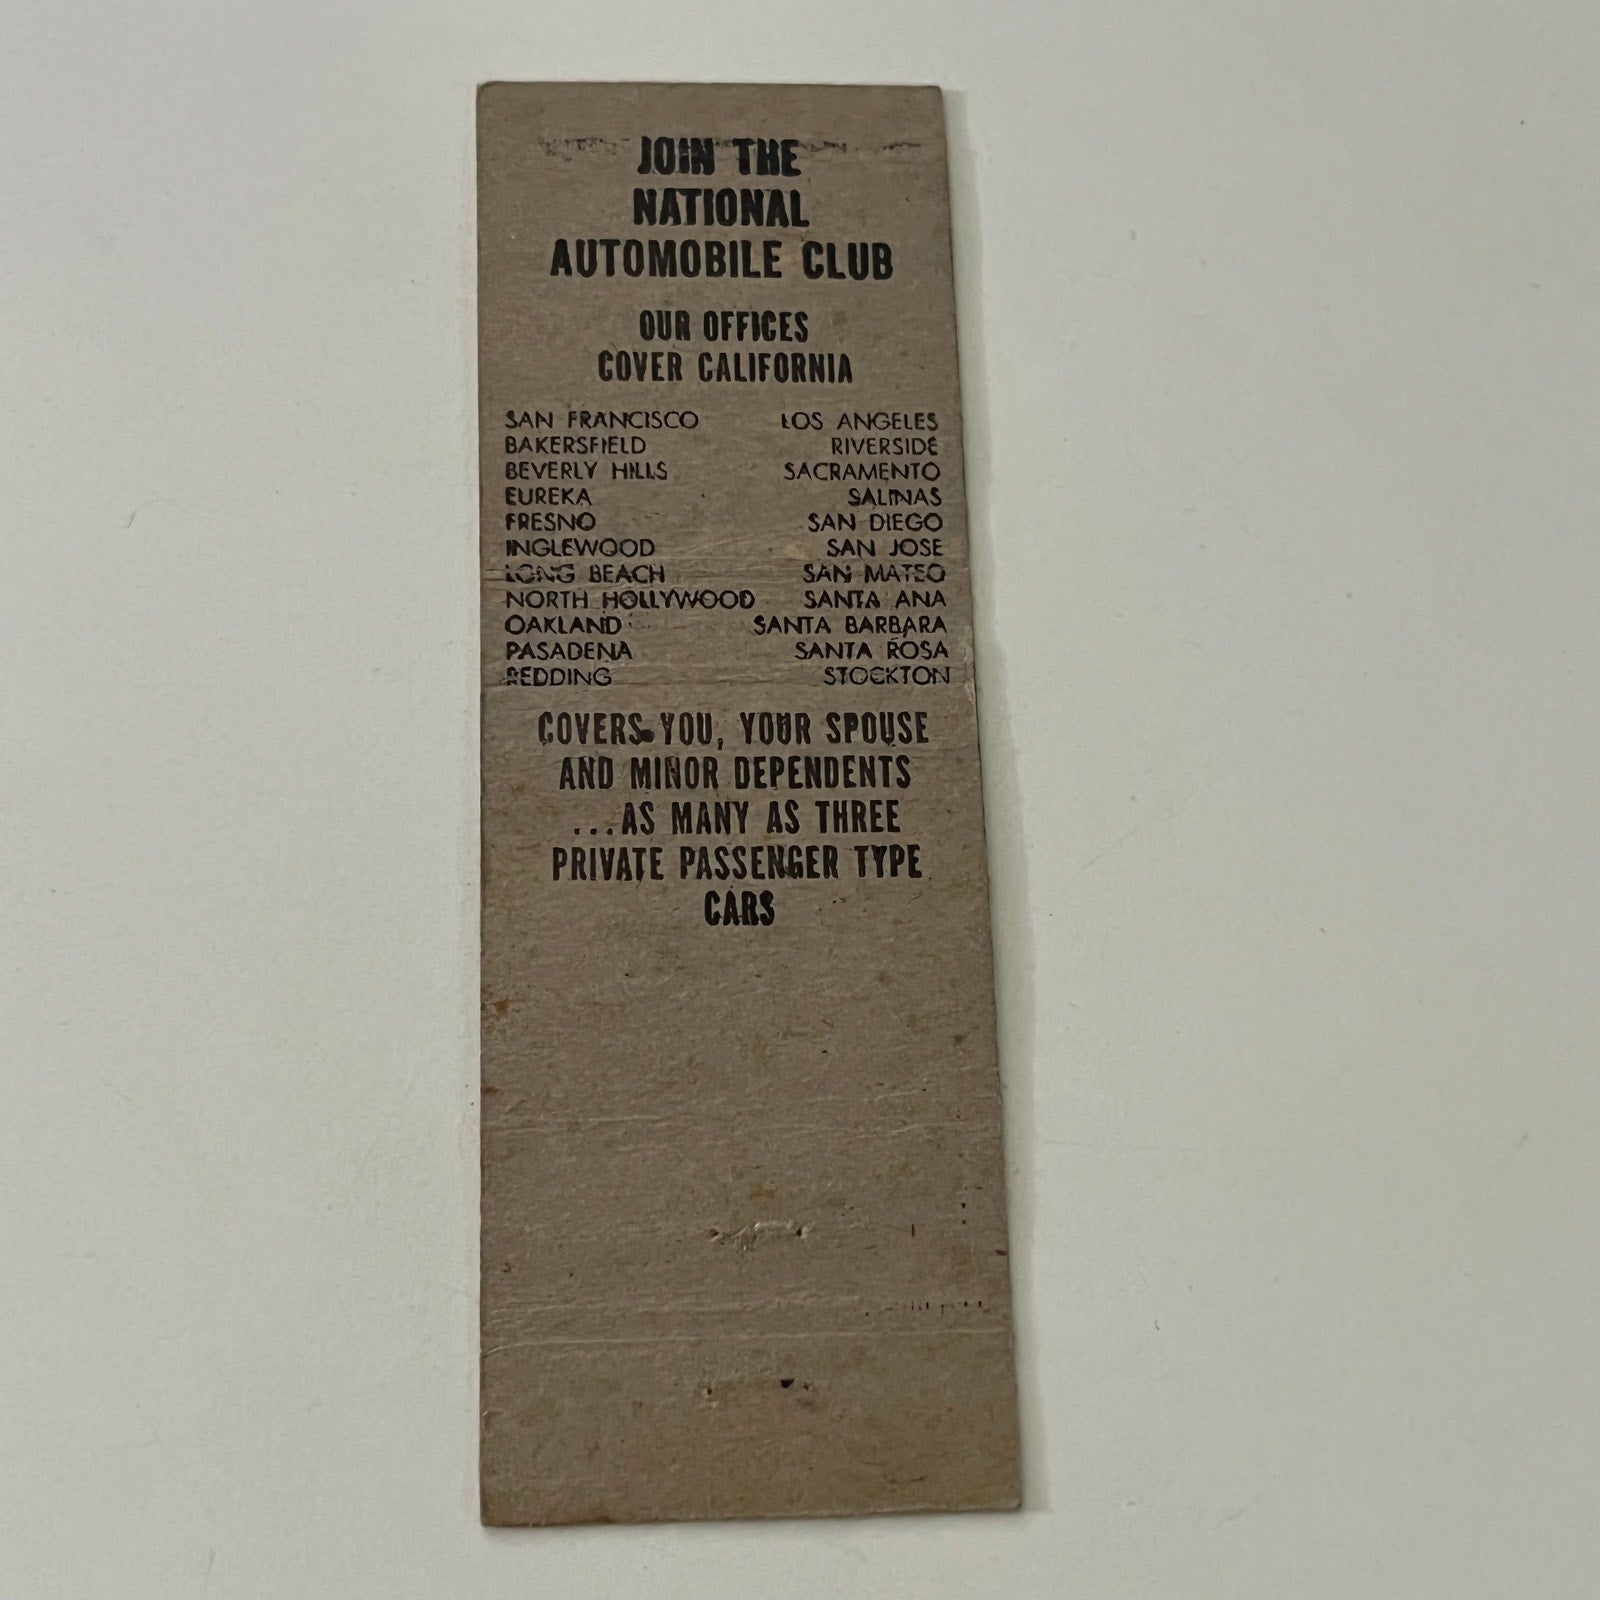 JOIN THE
NATIONAL
AUTOMOBILE CLUB
OUR OFFICES
COVER CALIFORNIA
SAN FRANCISCO LOS ANGELES
BAKERSFIELD RIVERSIDE
BEVERLY HILLS SACRAMENTO
EUREKA SALINAS
FRESNO SAN DIEGO
INGLEWOOD SAN JOSE
LONG BEACH SAN MATEO
NORTH HOLLYWOOD SANTA ANA
OAKLAND SANTA BARBARA
PASADENA SANTA ROSA
REDDING STOCKTON
COVERS YOU, YOUR SPOUSE
AND MINOR DEPENDENTS
...AS MANY AS THREE
PRIVATE PASSENGER TYPE
CARS